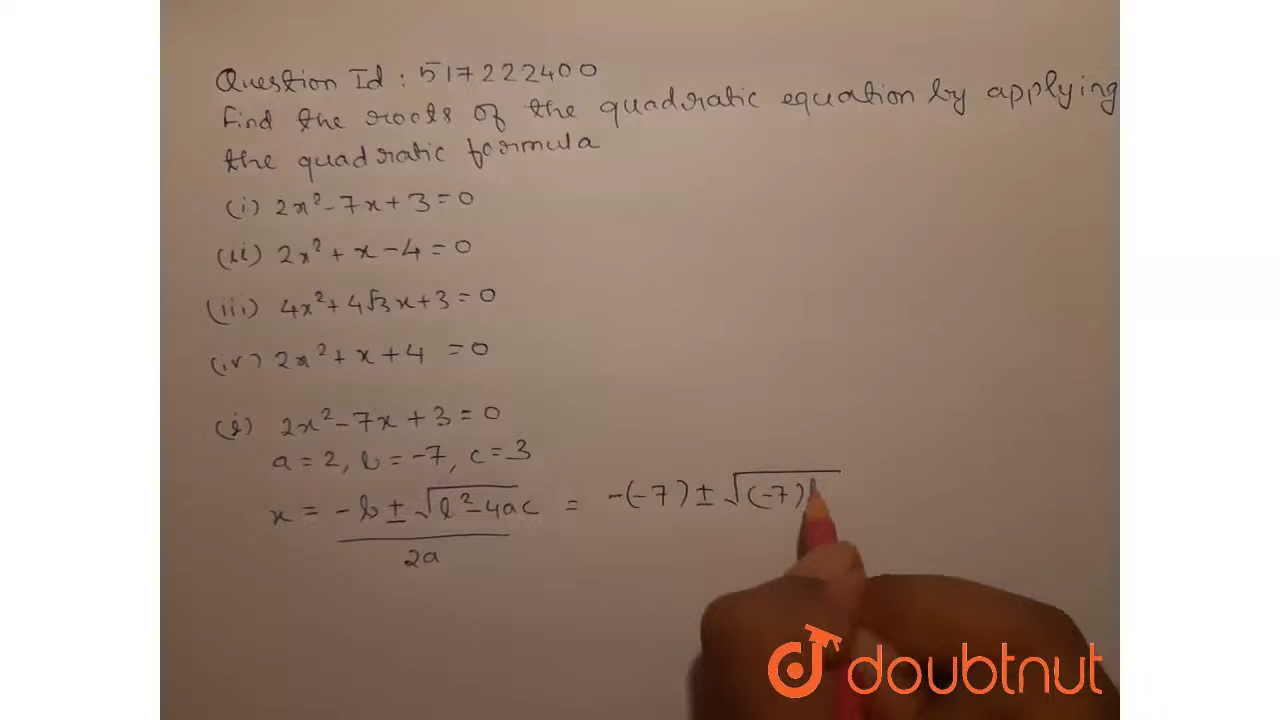 Question Id : 517222400
Find the roots of the quadratic equation by applying
the quadratic formula
(i) 2x²-7x+3=0
(ii) 2x²+x-4=0
(iii) 4x²+4√3x+3=0
(iv) 2x²+x+4=0
(i) 2x²-7x+3=0
a=2, b=-7, c=3
x = -b±√b²-4ac = -(-7)±√(-7)
2a
doubtnut